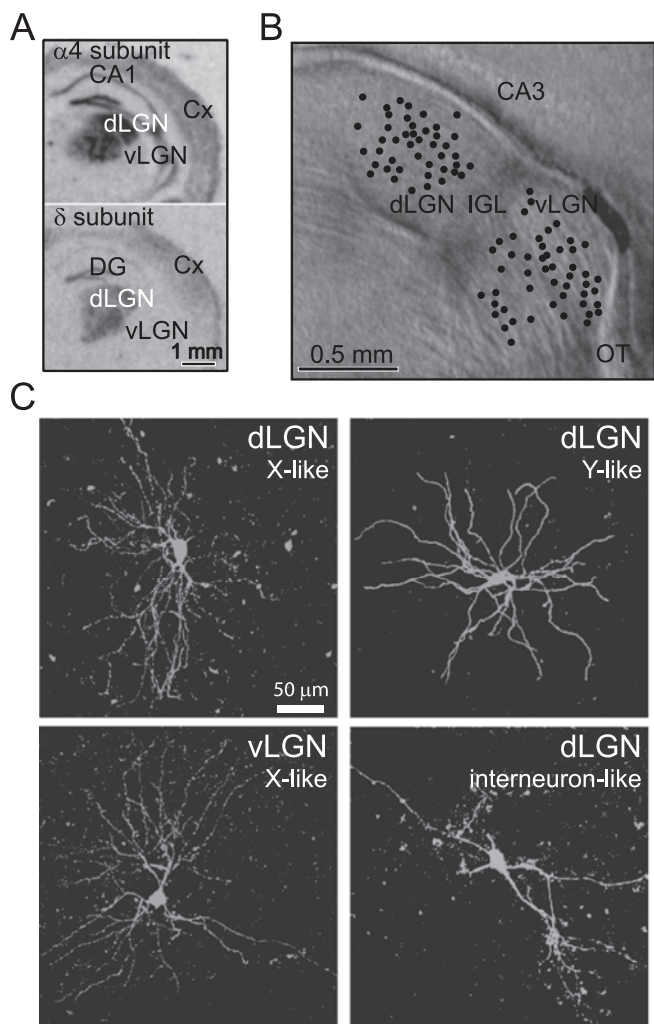 A
α4 subunit
CA1
Cx
dLGN
vLGN
δ subunit
DG
Cx
dLGN
vLGN
1 mm
B
CA3
dLGN IGL vLGN
0.5 mm
OT
C
dLGN
X-like
50 μm
dLGN
Y-like
vLGN
X-like
dLGN
interneuron-like